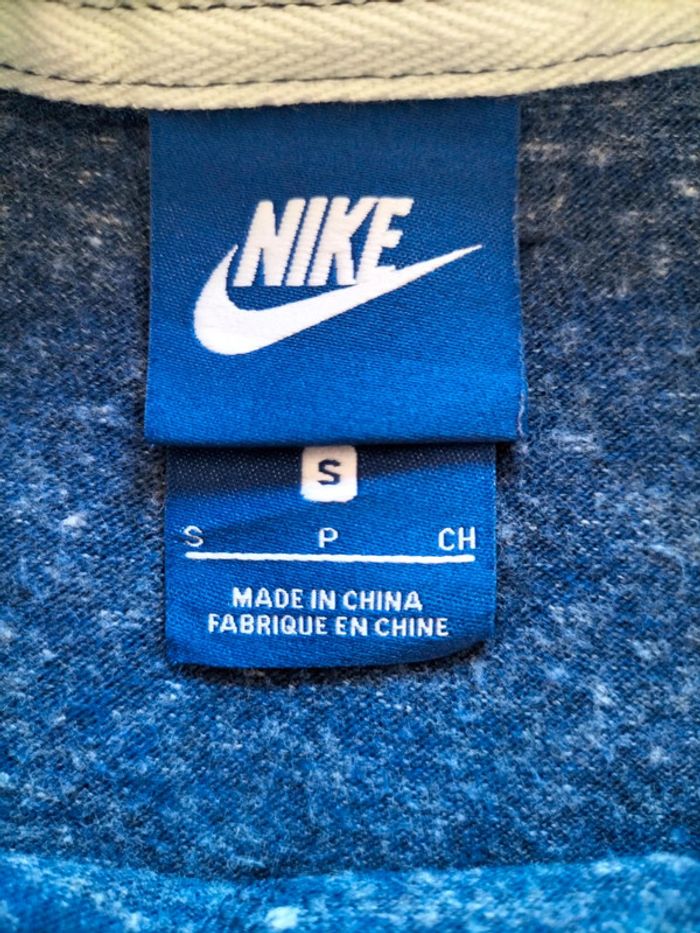 NIKE
S
S P CH
MADE IN CHINA
FABRIQUE EN CHINE